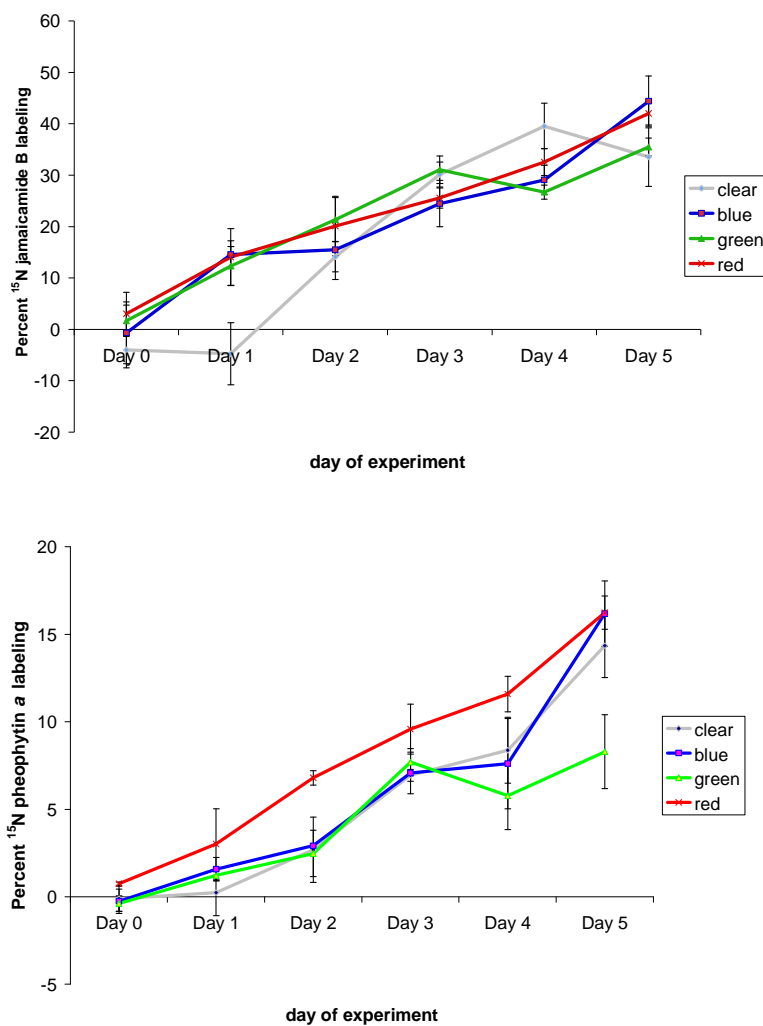 60
50
40
30
20
10
0
-10
-20
Percent ¹⁵N jamaicamide B labeling
Day 0 Day 1 Day 2 Day 3 Day 4 Day 5
day of experiment
clear
blue
green
red
20
15
10
5
0
-5
Percent ¹⁵N pheophytin a labeling
Day 0 Day 1 Day 2 Day 3 Day 4 Day 5
day of experiment
clear
blue
green
red